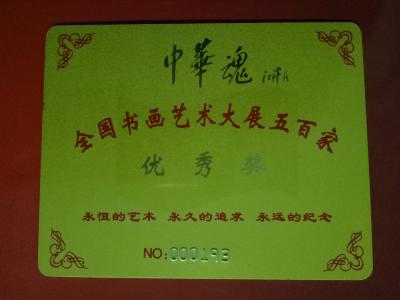 中華魂
全国书画艺术大展五百家
优秀奖
永恒的艺术 永久的追求 永远的纪念
NO:000193